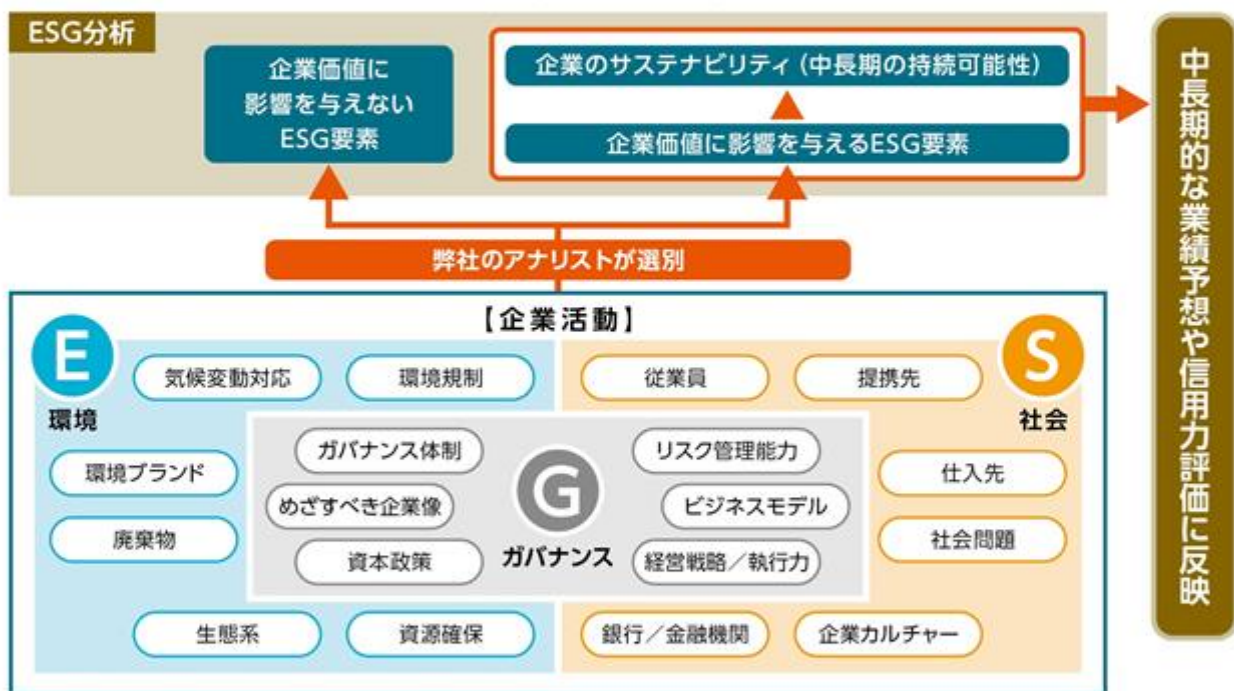 ESG分析
企業価値に
影響を与えない
ESG要素
企業のサステナビリティ（中長期の持続可能性）
企業価値に影響を与えるESG要素
中長期的な業績予想や信用力評価に反映
弊社のアナリストが選別
【企業活動】
E
環境
気候変動対応
環境規制
従業員
提携先
S
社会
環境ブランド
廃棄物
ガバナンス体制
めざすべき企業像
資本政策
G
ガバナンス
リスク管理能力
ビジネスモデル
経営戦略／執行力
仕入先
社会問題
生態系
資源確保
銀行／金融機関
企業カルチャー